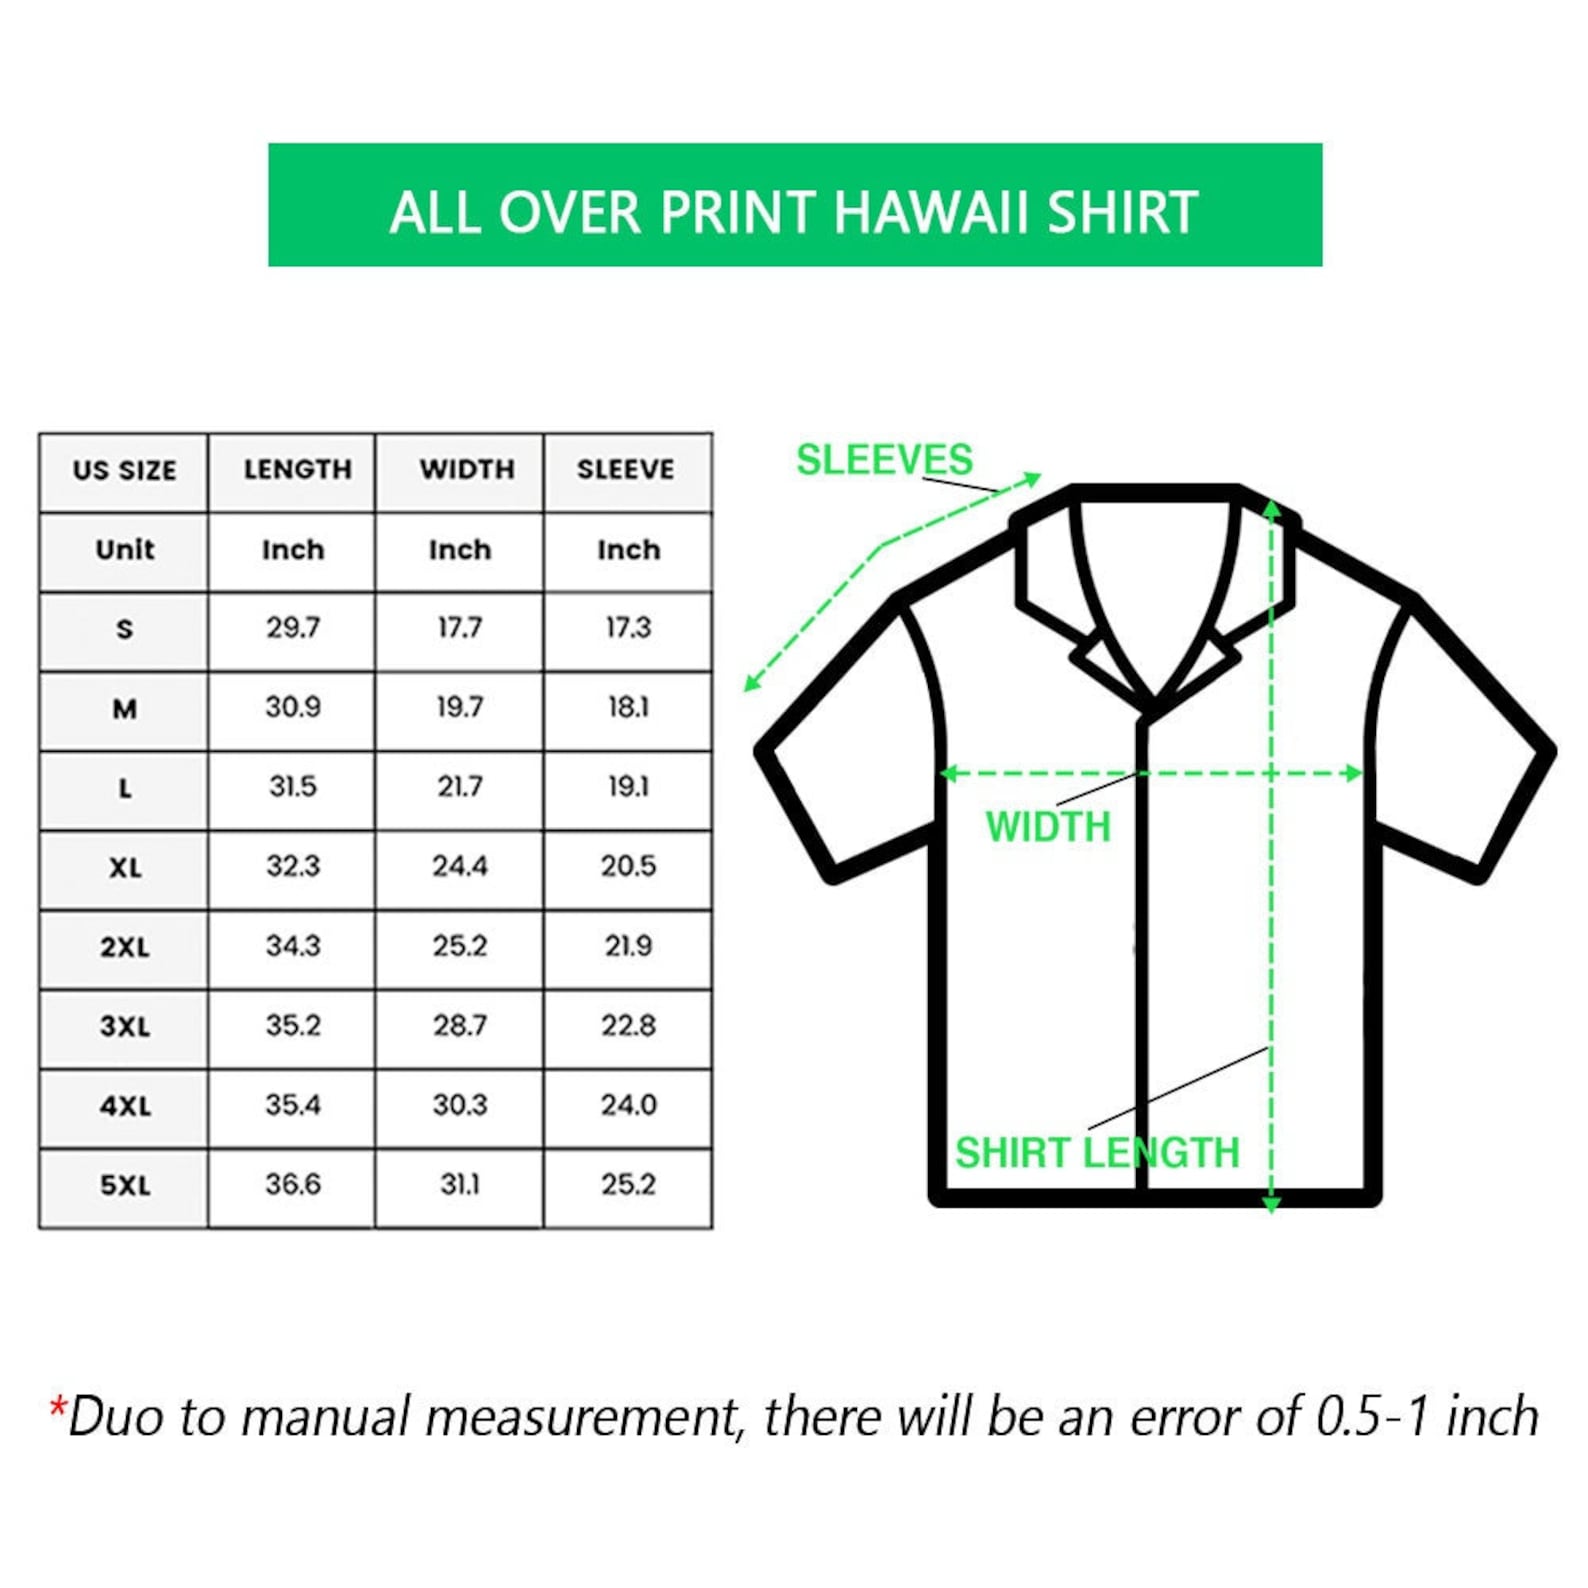 ALL OVER PRINT HAWAII SHIRT
US SIZE LENGTH WIDTH SLEEVE
Unit Inch Inch Inch
S 29.7 17.7 17.3
M 30.9 19.7 18.1
L 31.5 21.7 19.1
XL 32.3 24.4 20.5
2XL 34.3 25.2 21.9
3XL 35.2 28.7 22.8
4XL 35.4 30.3 24.0
5XL 36.6 31.1 25.2
SLEEVES
WIDTH
SHIRT LENGTH
*Duo to manual measurement, there will be an error of 0.5-1 inch